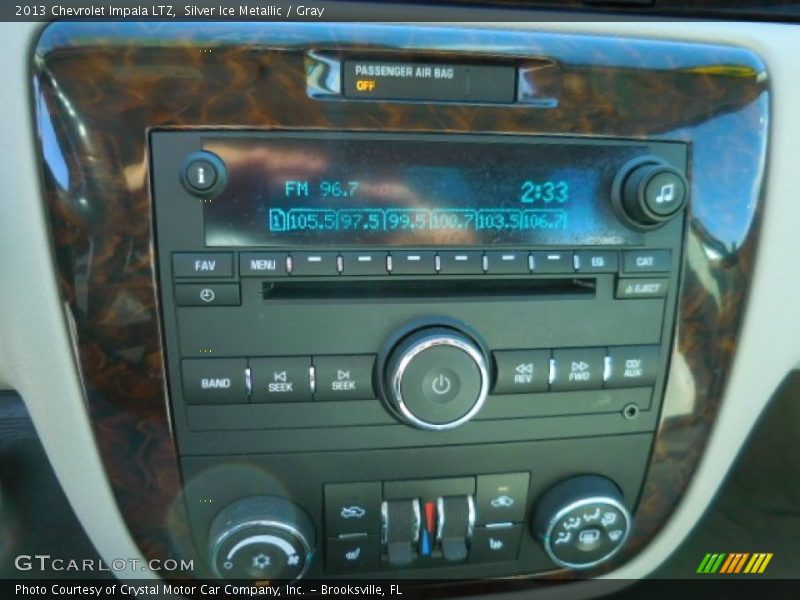 2013 Chevrolet Impala LTZ, Silver Ice Metallic / Gray
PASSENGER AIR BAG
OFF
i
FM 96.7 2:33
1 105.5 97.5 99.5 100.7 103.5 106.7
FAV MENU EQ CAT
EJECT
BAND SEEK SEEK REV FWD CD/AUX
GTcarlot.com
Photo Courtesy of Crystal Motor Car Company, Inc. – Brooksville, FL